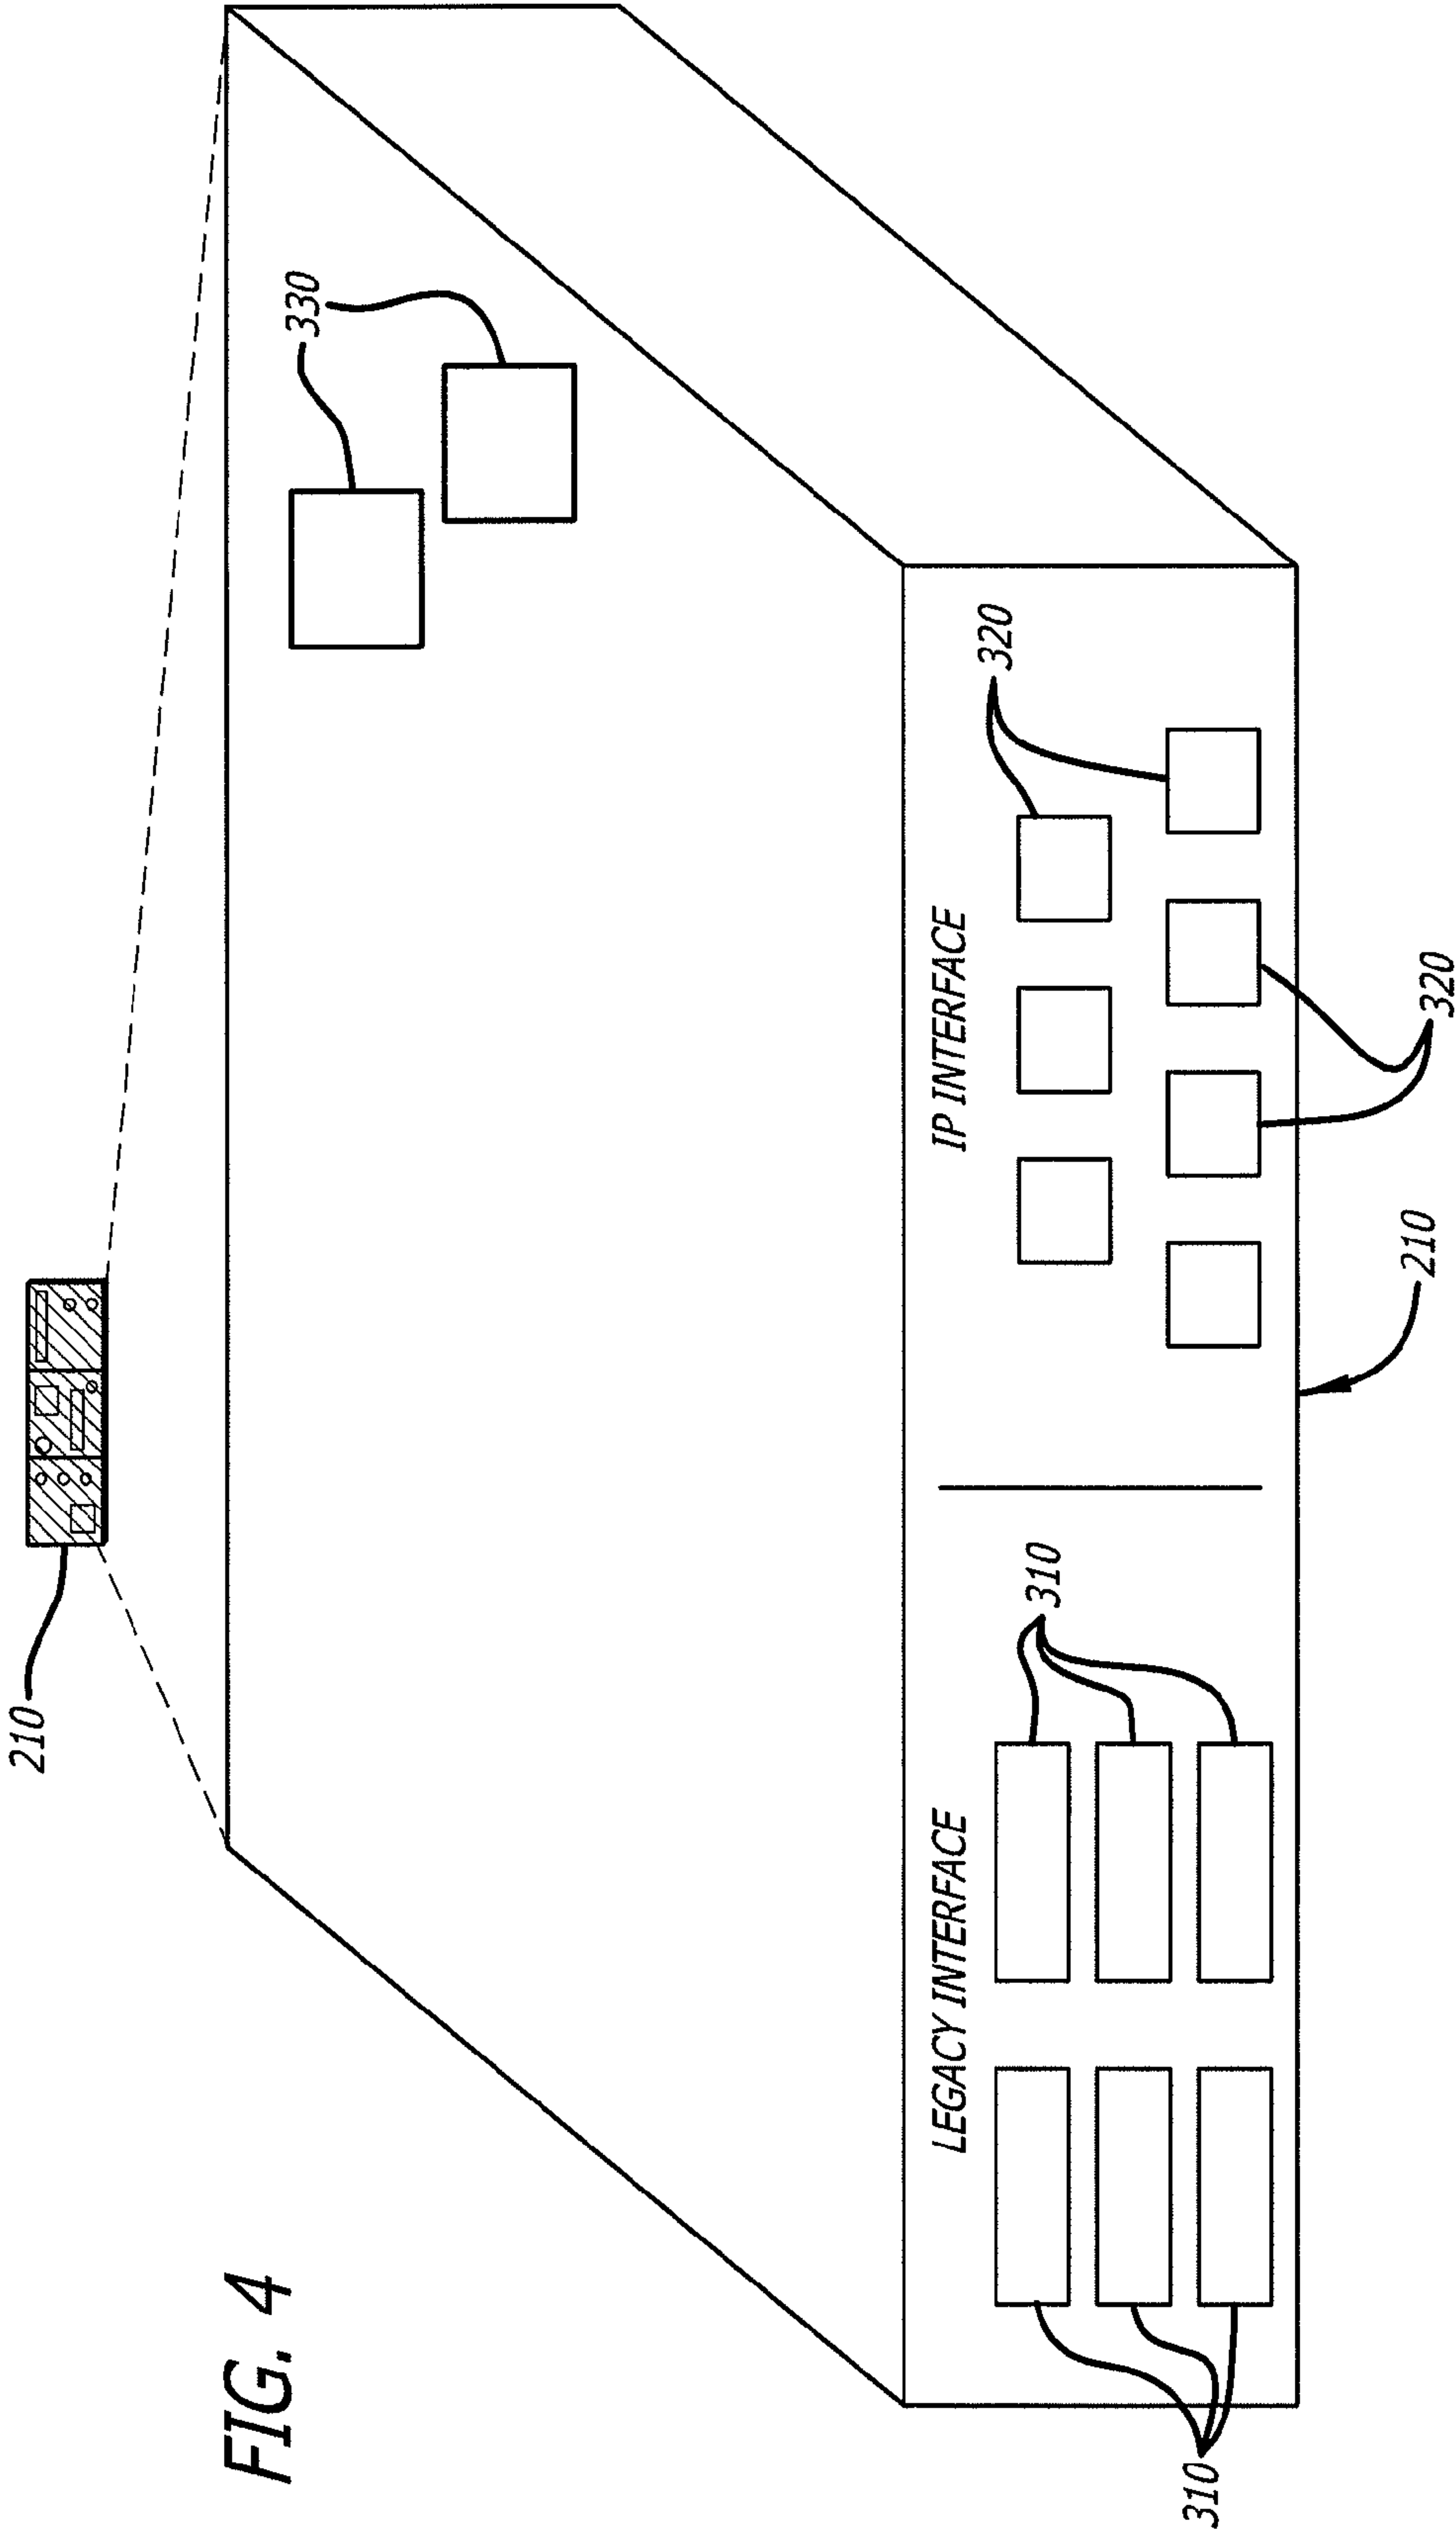 FIG. 4
210
330
LEGACY INTERFACE
IP INTERFACE
310
320
310
320
210